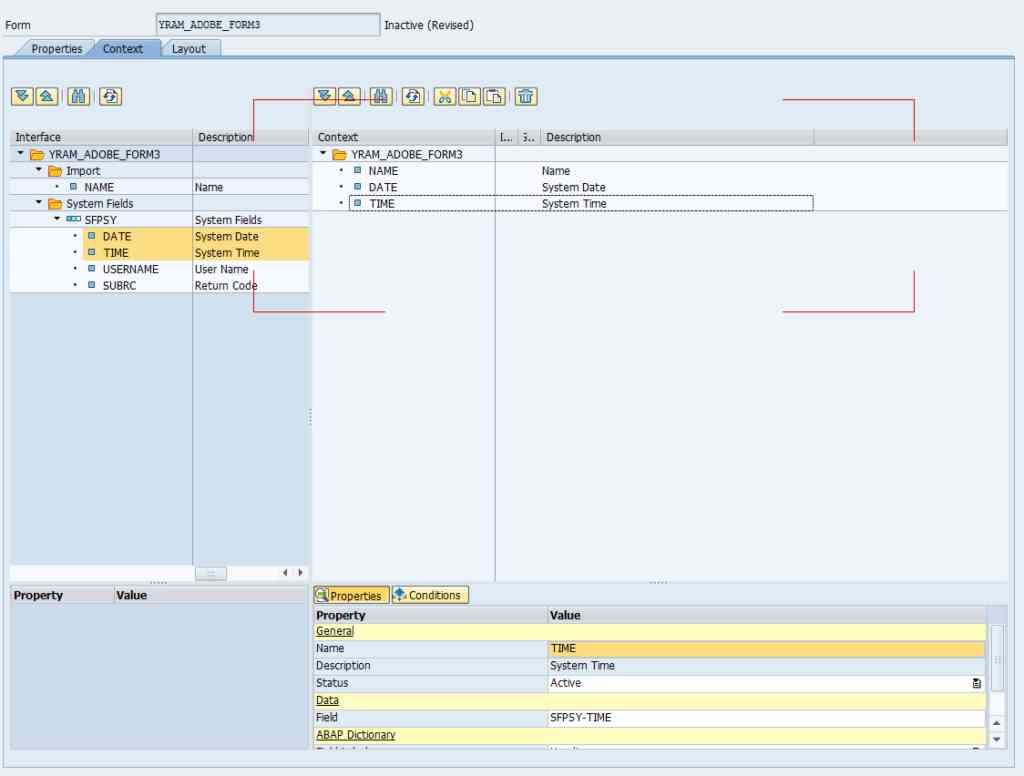 Form YRAM_ADOBE_FORM3 Inactive (Revised)
Properties Context Layout
Interface Description
YRAM_ADOBE_FORM3
Import
NAME Name
System Fields
SFPSY System Fields
DATE System Date
TIME System Time
USERNAME User Name
SUBRC Return Code
Context I... S.. Description
YRAM_ADOBE_FORM3
NAME Name
DATE System Date
TIME System Time
Property Value
Properties Conditions
Property Value
General
Name TIME
Description System Time
Status Active
Data
Field SFPSY-TIME
ABAP Dictionary